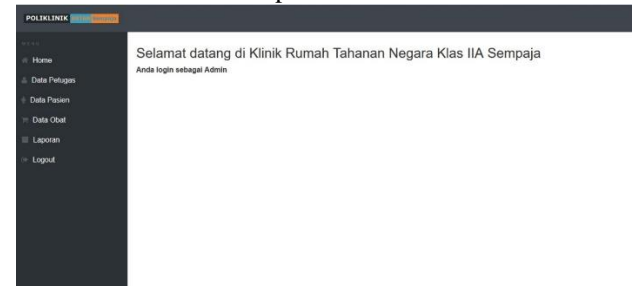 POLIKLINIK
Selamat datang di Klinik Rumah Tahanan Negara Klas IIA Sempaja
Anda login sebagai Admin
MENU
Home
Data Petugas
Data Pasien
Data Obat
Laporan
Logout